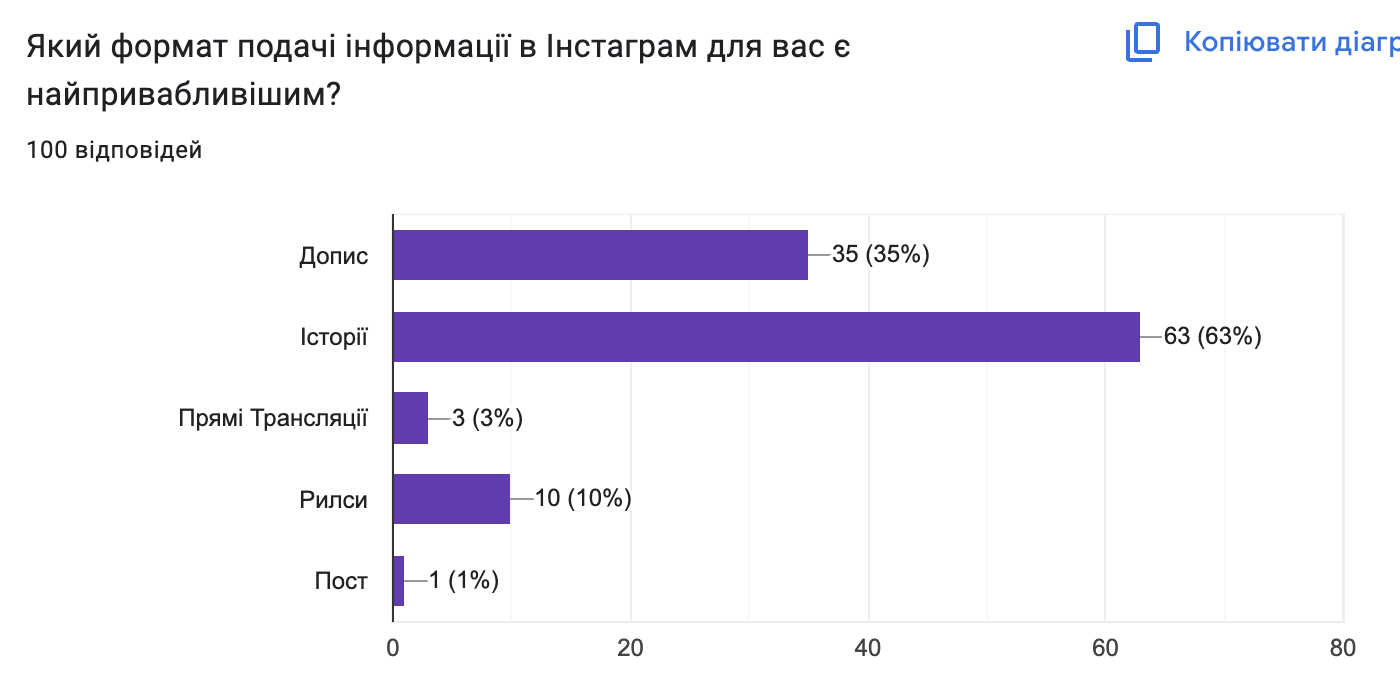 Який формат подачі інформації в Інстаграм для вас є
найпривабливішим?
Копіювати діагр
100 відповідей
Допис 35 (35%)
Історії 63 (63%)
Прямі Трансляції 3 (3%)
Рилси 10 (10%)
Пост 1 (1%)
0 20 40 60 80